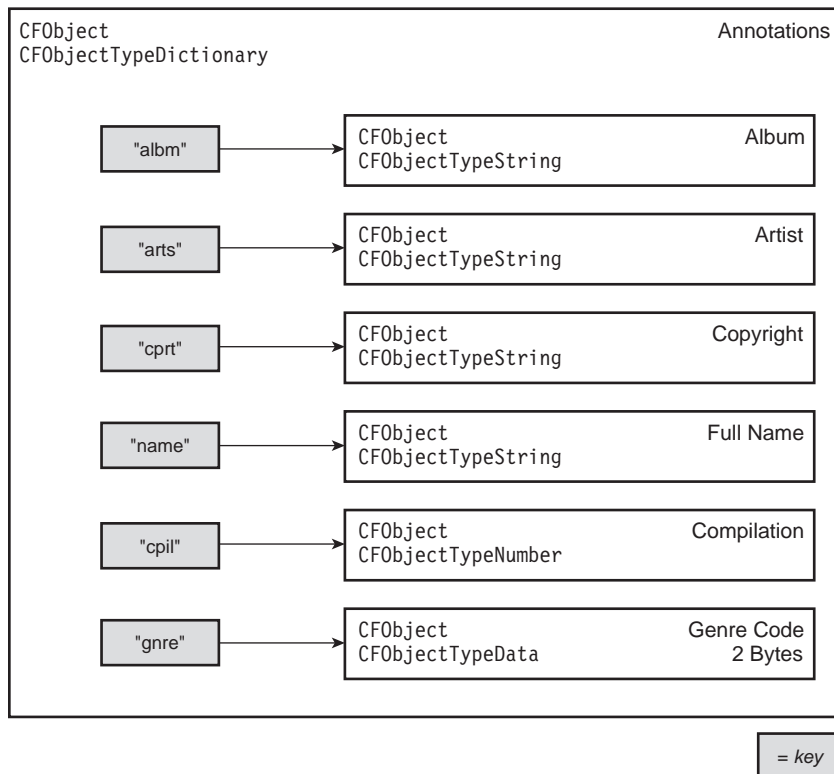 CFObject Annotations
CFObjectTypeDictionary
"albm" CFObject Album
CFObjectTypeString
"arts" CFObject Artist
CFObjectTypeString
"cprt" CFObject Copyright
CFObjectTypeString
"name" CFObject Full Name
CFObjectTypeString
"cpil" CFObject Compilation
CFObjectTypeNumber
"gnre" CFObject Genre Code
CFObjectTypeData 2 Bytes
= key